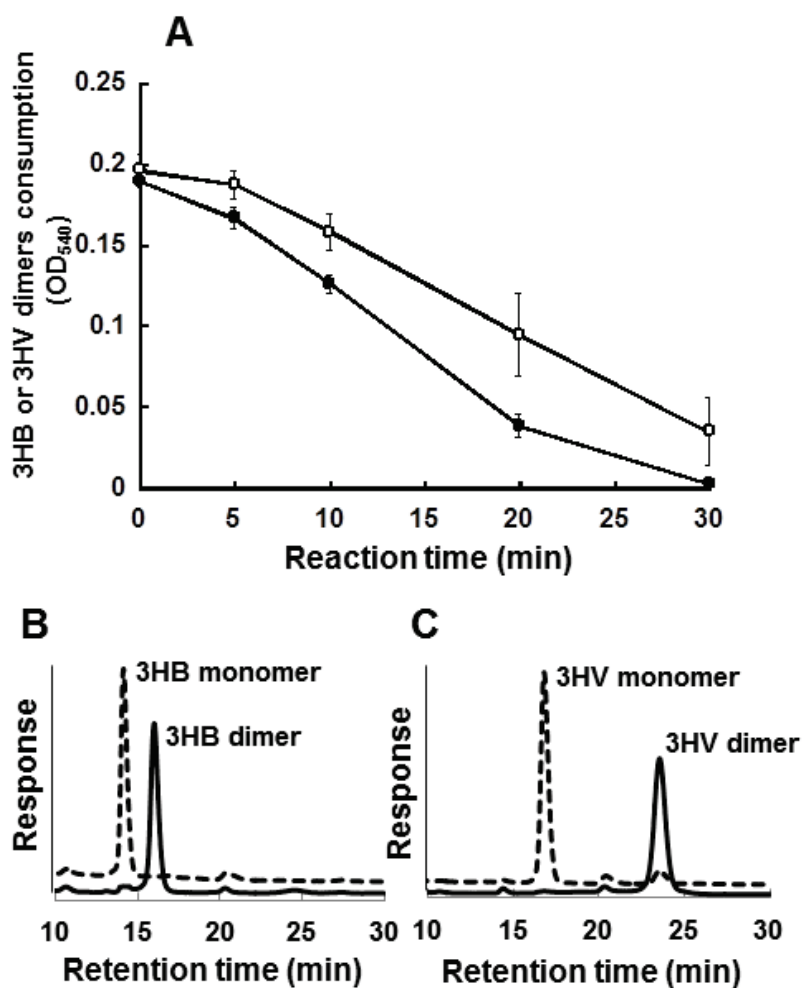 A
3HB or 3HV dimers consumption
(OD540)
0.25
0.2
0.15
0.1
0.05
0
0 5 10 15 20 25 30
Reaction time (min)
B
3HB monomer
3HB dimer
Response
10 15 20 25 30
Retention time (min)
C
3HV monomer
3HV dimer
Response
10 15 20 25 30
Retention time (min)